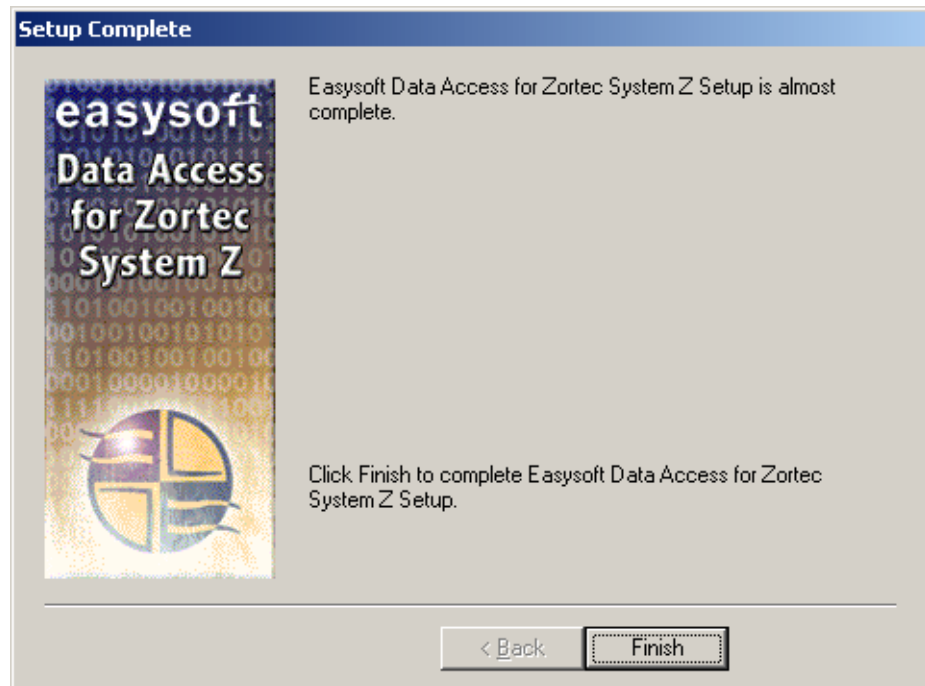 Setup Complete
easysoft
Data Access
for Zortec
System Z
Easysoft Data Access for Zortec System Z Setup is almost
complete.
Click Finish to complete Easysoft Data Access for Zortec
System Z Setup.
< Back
Finish